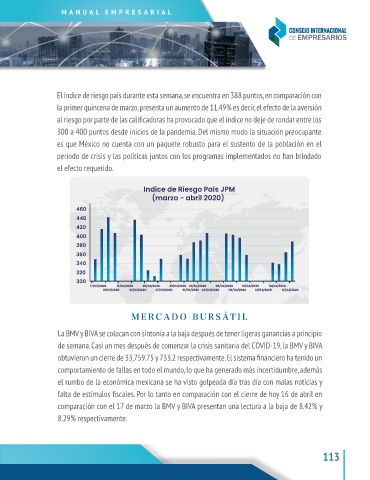 MANUAL EMPRESARIAL
CONSEJO INTERNACIONAL
DE EMPRESARIOS
El índice de riesgo país durante esta semana, se encuentra en 388 puntos, en comparación con
la primer quincena de marzo, presenta un aumento de 11.49% es decir, el efecto de la aversión
al riesgo por parte de las calificadoras ha provocado que el índice no deje de rondar entre los
300 a 400 puntos desde inicios de la pandemia. Del mismo modo la situación preocupante
es que México no cuenta con un paquete robusto para el sustento de la población en el
periodo de crisis y las políticas juntos con los programas implementados no han brindado
el efecto requerido.
Indice de Riesgo País JPM
(marzo - abril 2020)
460
440
420
400
380
360
340
320
300
MERCADO BURSÁTIL
La BMV y BIVA se colocan con sintonía a la baja después de tener ligeras ganancias a principio
de semana. Casi un mes después de comenzar la crisis sanitaria del COVID-19, la BMV y BIVA
obtuvieron un cierre de 33,759.75 y 733.2 respectivamente. El sistema financiero ha tenido un
comportamiento de fallas en todo el mundo, lo que ha generado más incertidumbre, además
el rumbo de la económica mexicana se ha visto golpeada día tras día con malas noticias y
falta de estímulos fiscales. Por lo tanto en comparación con el cierre de hoy 16 de abril en
comparación con el 17 de marzo la BMV y BIVA presentan una lectura a la baja de 8.42% y
8.29% respectivamente.
113